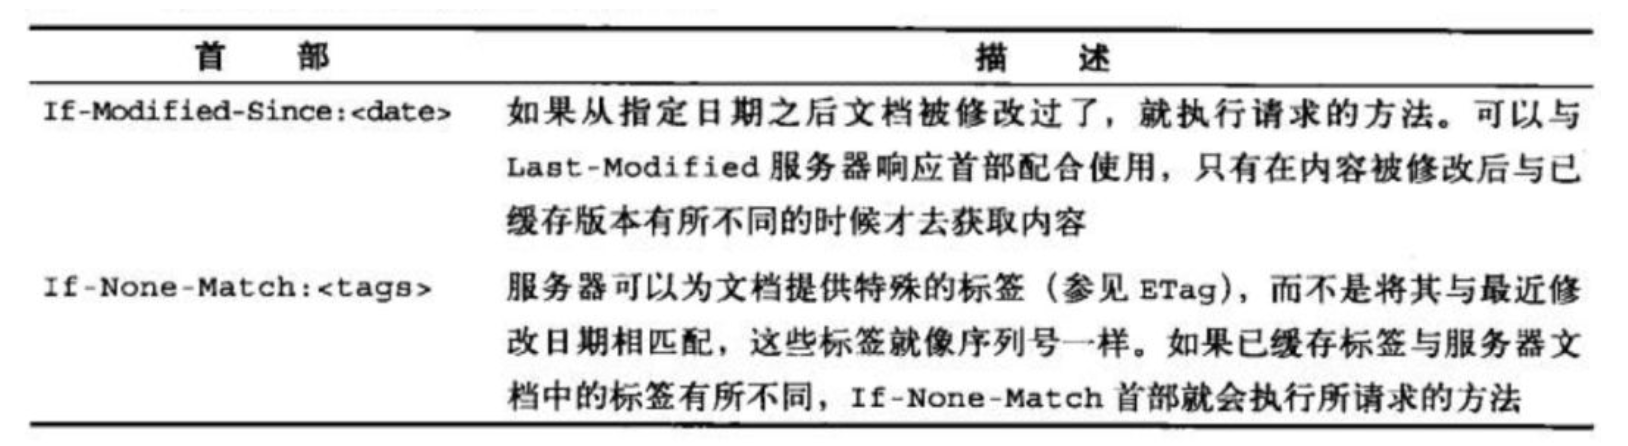 首 部 描 述
If-Modified-Since:<date> 如果从指定日期之后文档被修改过了，就执行请求的方法。可以与
Last-Modified 服务器响应首部配合使用，只有在内容被修改后与已
缓存版本有所不同的时候才去获取内容
If-None-Match:<tags> 服务器可以为文档提供特殊的标签（参见 ETag），而不是将其与最近修
改日期相匹配，这些标签就像序列号一样。如果已缓存标签与服务器文
档中的标签有所不同，If-None-Match 首部就会执行所请求的方法